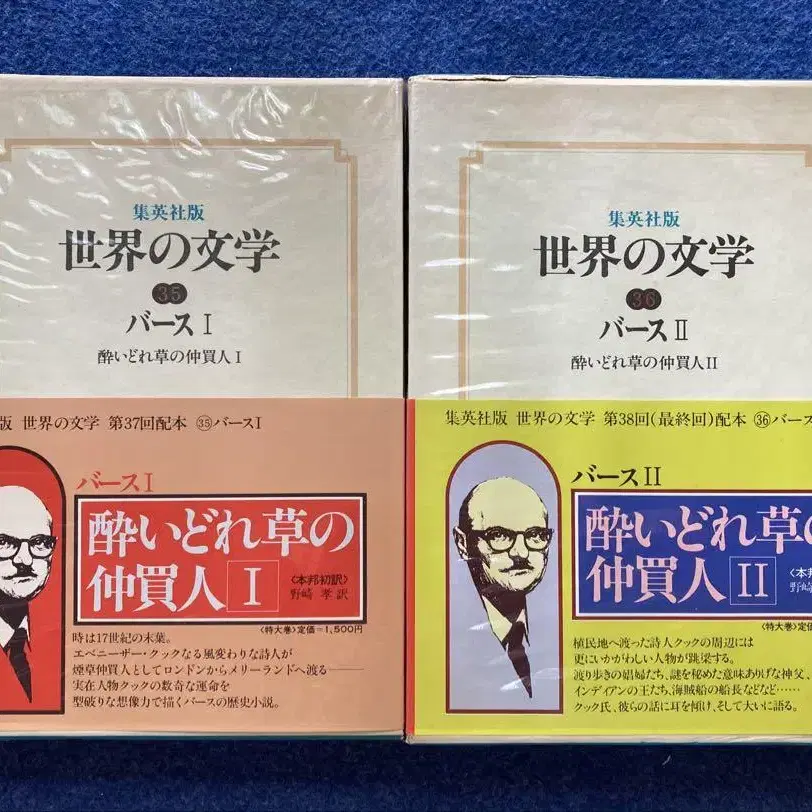 集英社版
世界の文学
35
バース I
酔いどれ草の仲買人 I
版 世界の文学 第37回配本 ㉟バースI
バースI
酔いどれ草の
仲買人 I
〈本邦初訳〉
野崎 孝 訳
〈特大巻〉定価=1,500円
時は17世紀の末葉。
エベニーザー・クックなる風変わりな詩人が
煙草仲買人としてロンドンからメリーランドへ渡る――
実在人物クックの数奇な運命を
型破りな想像力で描くバースの歴史小説。
集英社版
世界の文学
36
バース II
酔いどれ草の仲買人 II
集英社版 世界の文学 第38回(最終回)配本 ㊱バース
バースII
酔いどれ草の
仲買人 II
〈本邦
野崎
〈特大巻〉定価
植民地へ渡った詩人クックの周辺には
更にいかがわしい人物が跳梁する。
渡り歩きの娼婦たち、謎を秘めた意味ありげな神父、
インディアンの王たち、海賊船の船長などなど……
クック氏、彼らの話に耳を傾け、そして大いに語る。